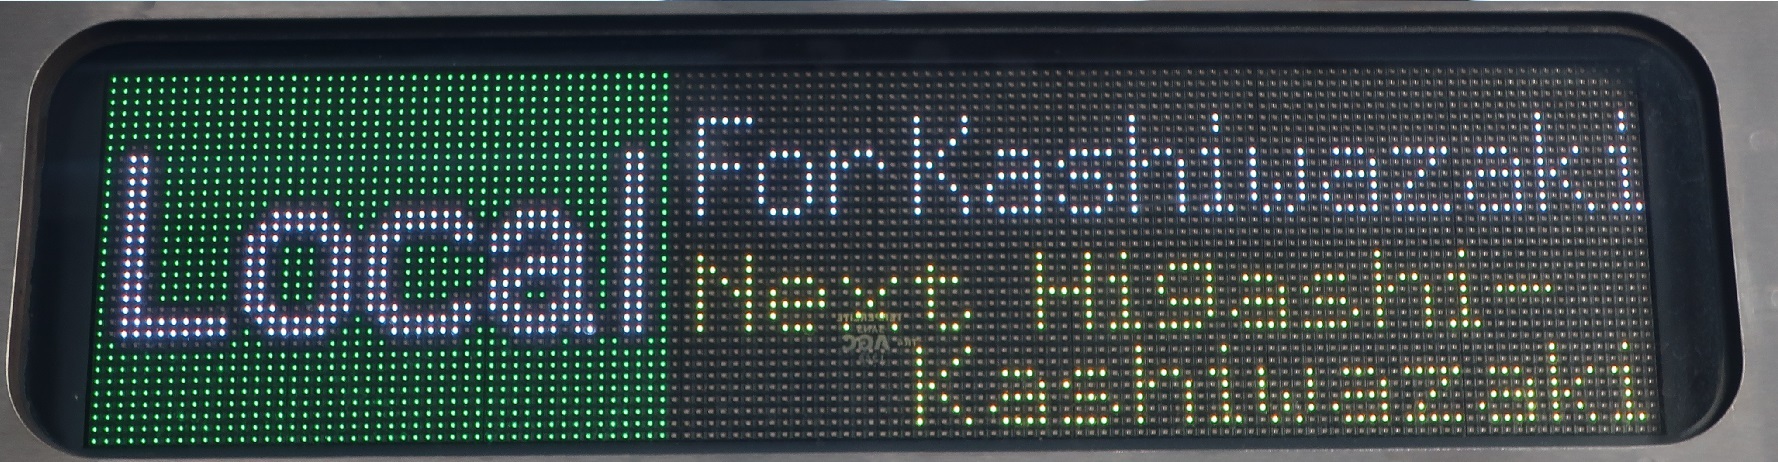 Local
For Kashiwazaki
Next Higashi-
Kashiwazaki